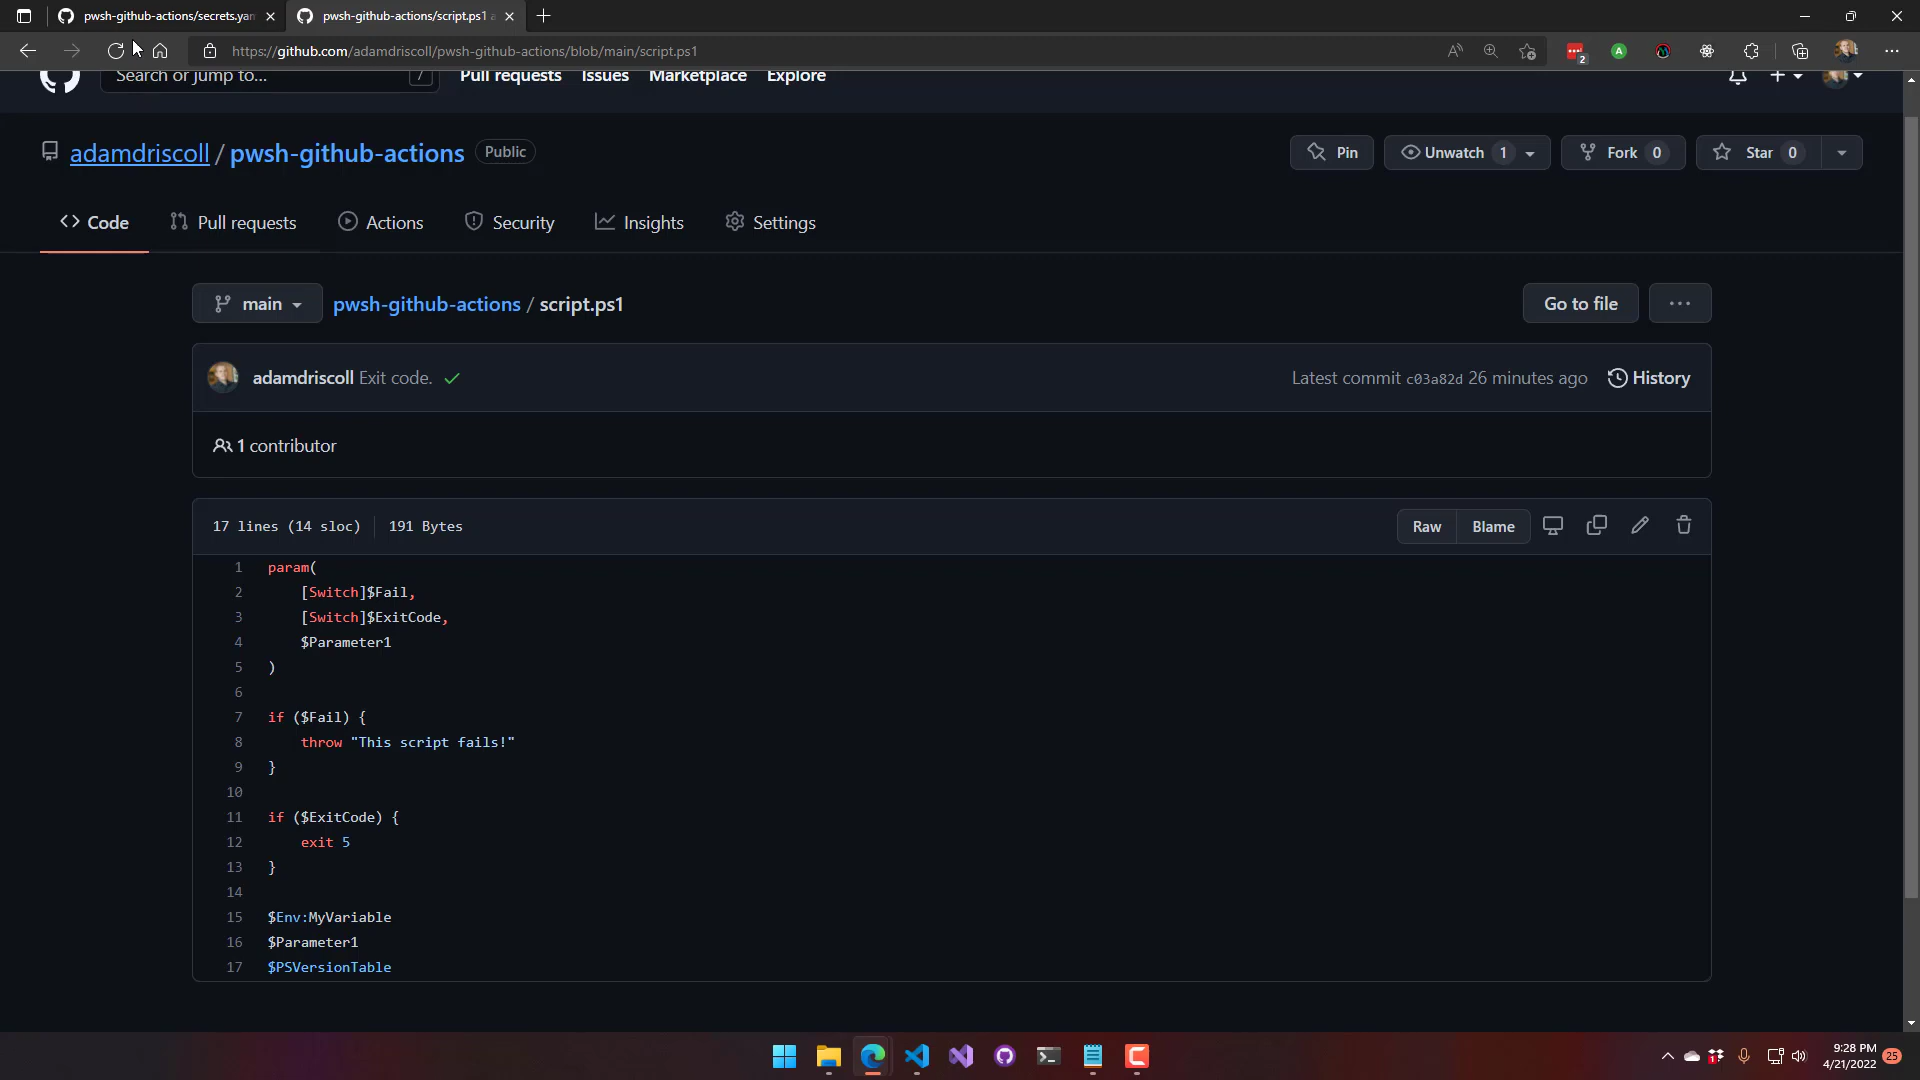 pwsh-github-actions/secrets.yam
pwsh-github-actions/script.ps1 a
https://github.com/adamdriscoll/pwsh-github-actions/blob/main/script.ps1
A
2
A
Search or jump to...
/
Pull requests
Issues
Marketplace
Explore
adamdriscoll / pwsh-github-actions Public
Pin
Unwatch 1
Fork 0
Star 0
Code
Pull requests
Actions
Security
Insights
Settings
main
pwsh-github-actions / script.ps1
Go to file
...
adamdriscoll Exit code.
Latest commit c03a82d 26 minutes ago
History
1 contributor
17 lines (14 sloc)
191 Bytes
Raw
Blame
1 param(
2 [Switch]$Fail,
3 [Switch]$ExitCode,
4 $Parameter1
5 )
6
7 if ($Fail) {
8 throw "This script fails!"
9 }
10
11 if ($ExitCode) {
12 exit 5
13 }
14
15 $Env:MyVariable
16 $Parameter1
17 $PSVersionTable
9:28 PM
4/21/2022
25